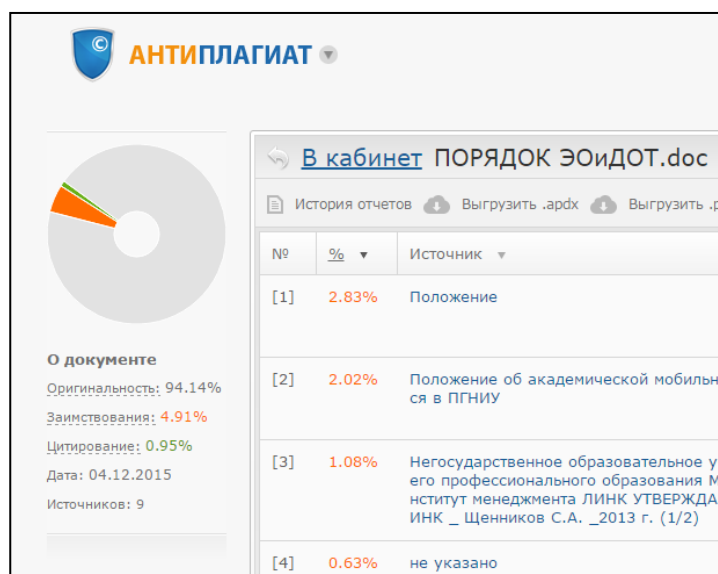 ©
АНТИПЛАГИАТ
В кабинет ПОРЯДОК ЭОиДОТ.doc
История отчетов Выгрузить .apdx Выгрузить .p
№ % Источник
[1] 2.83% Положение
[2] 2.02% Положение об академической мобильн
ся в ПГНИУ
[3] 1.08% Негосударственное образовательное у
его профессионального образования М
нститут менеджмента ЛИНК УТВЕРЖДА
ИНК _ Щенников С.А. _2013 г. (1/2)
[4] 0.63% не указано
О документе
Оригинальность: 94.14%
Заимствования: 4.91%
Цитирование: 0.95%
Дата: 04.12.2015
Источников: 9